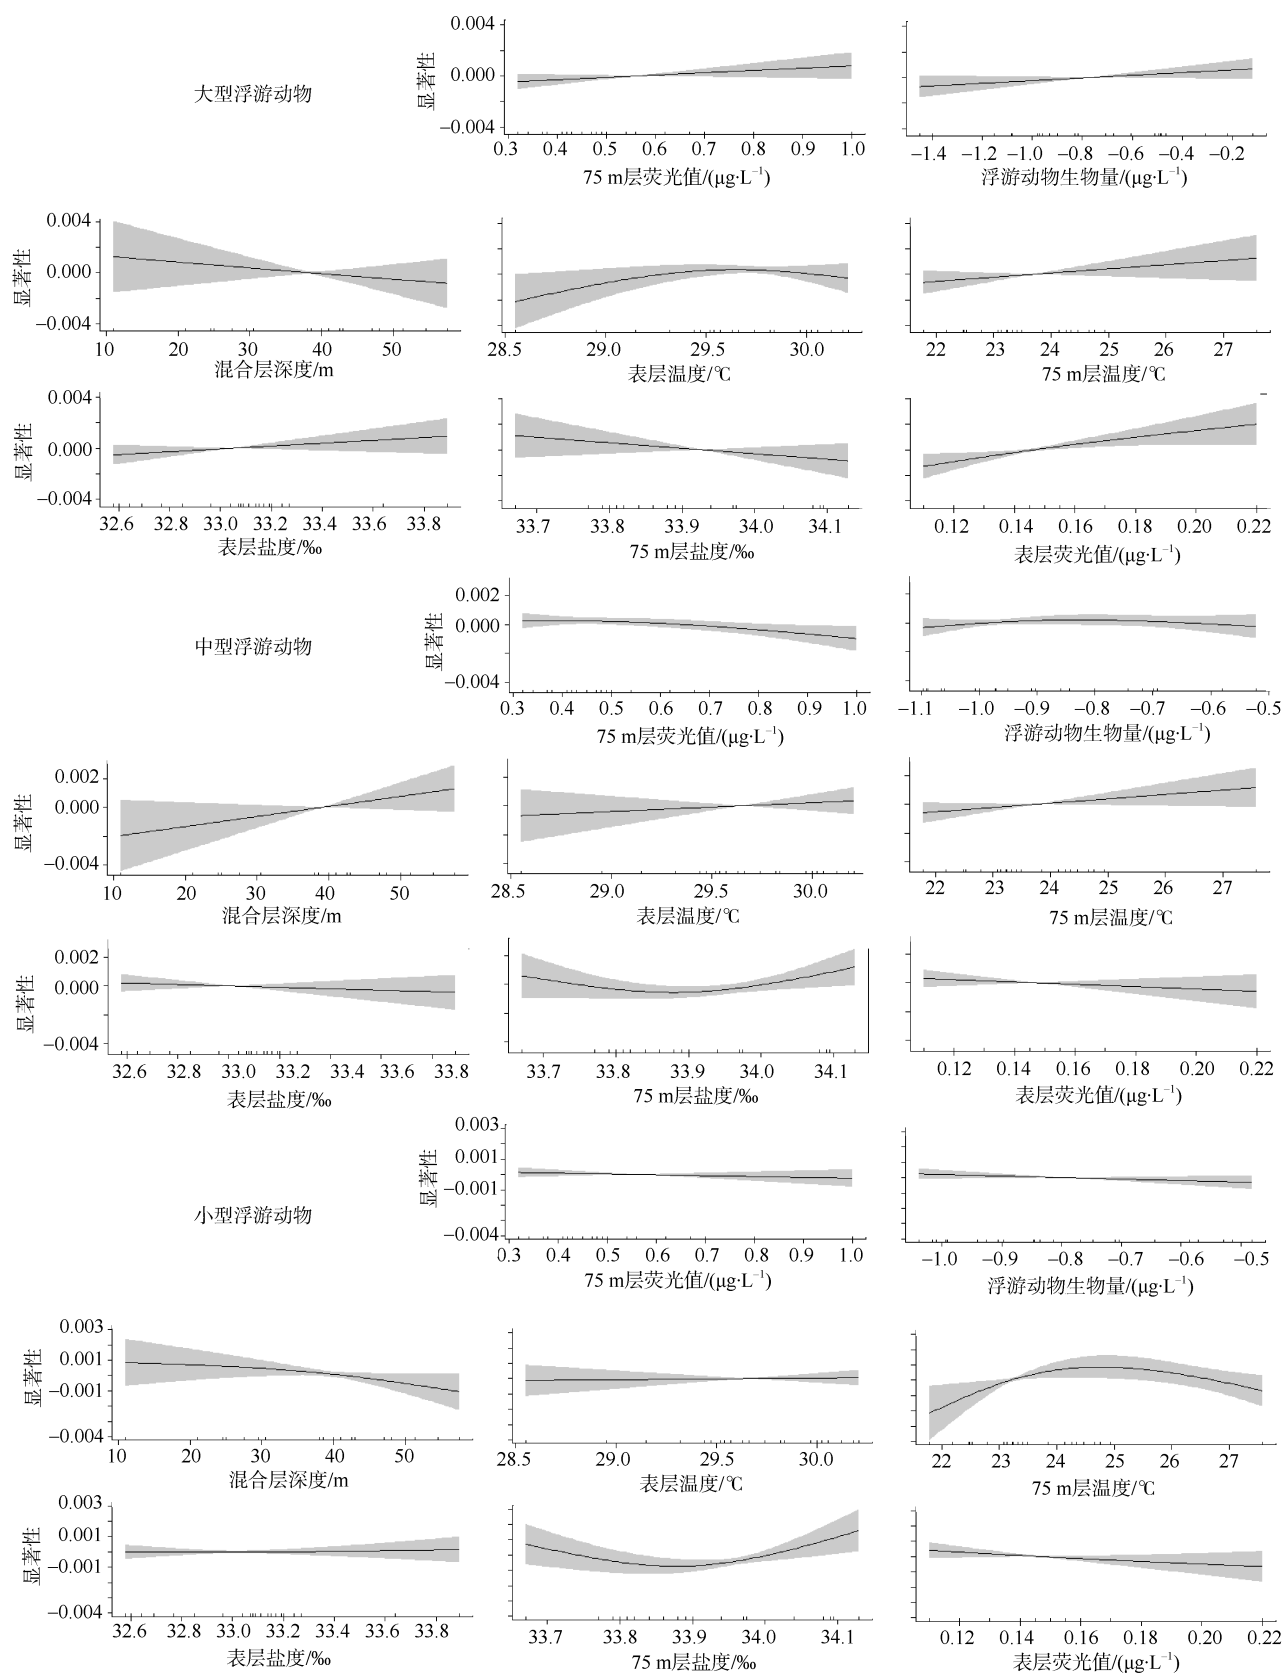 大型浮游动物
显著性
0.004
0.000
−0.004
0.3 0.4 0.5 0.6 0.7 0.8 0.9 1.0
75 m层荧光值/(μg·L⁻¹)
−1.4 −1.2 −1.0 −0.8 −0.6 −0.4 −0.2
浮游动物生物量/(μg·L⁻¹)
显著性
0.004
0.000
−0.004
10 20 30 40 50
混合层深度/m
28.5 29.0 29.5 30.0
表层温度/℃
22 23 24 25 26 27
75 m层温度/℃
显著性
0.004
0.000
−0.004
32.6 32.8 33.0 33.2 33.4 33.6 33.8
表层盐度/‰
33.7 33.8 33.9 34.0 34.1
75 m层盐度/‰
0.12 0.14 0.16 0.18 0.20 0.22
表层荧光值/(μg·L⁻¹)
中型浮游动物
显著性
0.002
0.000
−0.004
0.3 0.4 0.5 0.6 0.7 0.8 0.9 1.0
75 m层荧光值/(μg·L⁻¹)
−1.1 −1.0 −0.9 −0.8 −0.7 −0.6 −0.5
浮游动物生物量/(μg·L⁻¹)
显著性
0.002
0.000
−0.004
10 20 30 40 50
混合层深度/m
28.5 29.0 29.5 30.0
表层温度/℃
22 23 24 25 26 27
75 m层温度/℃
显著性
0.002
0.000
−0.004
32.6 32.8 33.0 33.2 33.4 33.6 33.8
表层盐度/‰
33.7 33.8 33.9 34.0 34.1
75 m层盐度/‰
0.12 0.14 0.16 0.18 0.20 0.22
表层荧光值/(μg·L⁻¹)
小型浮游动物
显著性
0.003
0.001
−0.001
−0.004
0.3 0.4 0.5 0.6 0.7 0.8 0.9 1.0
75 m层荧光值/(μg·L⁻¹)
−1.0 −0.9 −0.8 −0.7 −0.6 −0.5
浮游动物生物量/(μg·L⁻¹)
显著性
0.003
0.001
−0.001
−0.004
10 20 30 40 50
混合层深度/m
28.5 29.0 29.5 30.0
表层温度/℃
22 23 24 25 26 27
75 m层温度/℃
显著性
0.003
0.001
−0.001
−0.004
32.6 32.8 33.0 33.2 33.4 33.6 33.8
表层盐度/‰
33.7 33.8 33.9 34.0 34.1
75 m层盐度/‰
0.12 0.14 0.16 0.18 0.20 0.22
表层荧光值/(μg·L⁻¹)